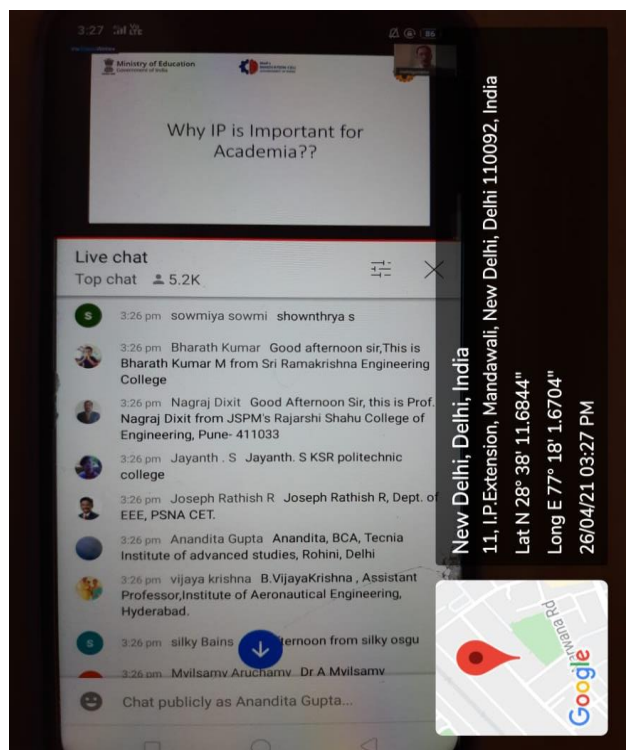 3:27
86
Ministry of Education
Government of India
Why IP is Important for
Academia??
Live chat
Top chat 5.2K
S
3:26 pm sowmiya sowmi shownthrya s
3:26 pm Bharath Kumar Good afternoon sir,This is
Bharath Kumar M from Sri Ramakrishna Engineering
College
3:26 pm Nagraj Dixit Good Afternoon Sir, this is Prof.
Nagraj Dixit from JSPM's Rajarshi Shahu College of
Engineering, Pune- 411033
3:26 pm Jayanth . S Jayanth. S KSR politechnic
college
3:26 pm Joseph Rathish R Joseph Rathish R, Dept. of
EEE, PSNA CET.
3:26 pm Anandita Gupta Anandita, BCA, Tecnia
Institute of advanced studies, Rohini, Delhi
3:26 pm vijaya krishna B.VijayaKrishna , Assistant
Professor,Institute of Aeronautical Engineering,
Hyderabad.
S
3:26 pm silky Bains ternoon from silky osgu
3:26 pm Mvilsamy Aruchamy Dr A Mvilsamy
Chat publicly as Anandita Gupta...
New Delhi, Delhi, India
11, I.P.Extension, Mandawali, New Delhi, Delhi 110092, India
Lat N 28° 38' 11.6844"
Long E 77° 18' 1.6704"
26/04/21 03:27 PM
arwana Rd
Google